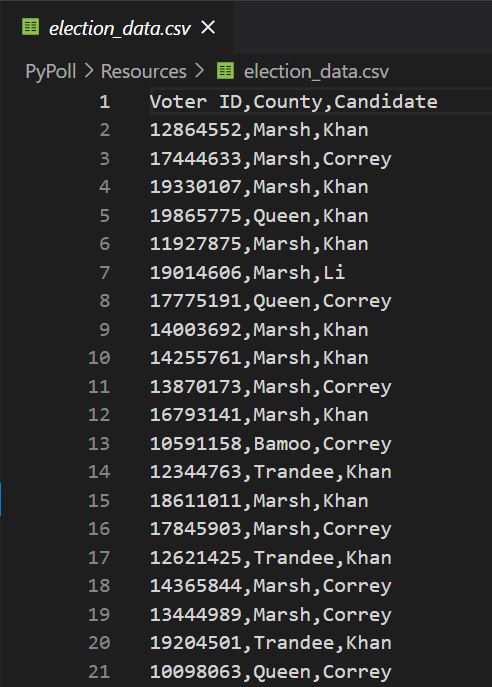 election_data.csv ×
PyPoll > Resources > election_data.csv
1 Voter ID,County,Candidate
2 12864552,Marsh,Khan
3 17444633,Marsh,Correy
4 19330107,Marsh,Khan
5 19865775,Queen,Khan
6 11927875,Marsh,Khan
7 19014606,Marsh,Li
8 17775191,Queen,Correy
9 14003692,Marsh,Khan
10 14255761,Marsh,Khan
11 13870173,Marsh,Correy
12 16793141,Marsh,Khan
13 10591158,Bamoo,Correy
14 12344763,Trandee,Khan
15 18611011,Marsh,Khan
16 17845903,Marsh,Correy
17 12621425,Trandee,Khan
18 14365844,Marsh,Correy
19 13444989,Marsh,Correy
20 19204501,Trandee,Khan
21 10098063,Queen,Correy